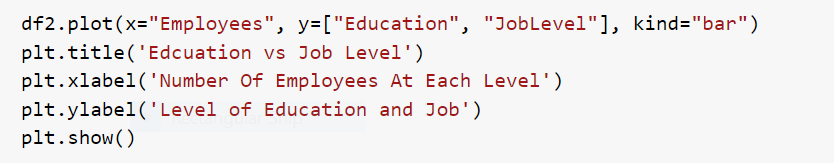 df2.plot(x="Employees", y=["Education", "JobLevel"], kind="bar")
plt.title('Edcuation vs Job Level')
plt.xlabel('Number Of Employees At Each Level')
plt.ylabel('Level of Education and Job')
plt.show()